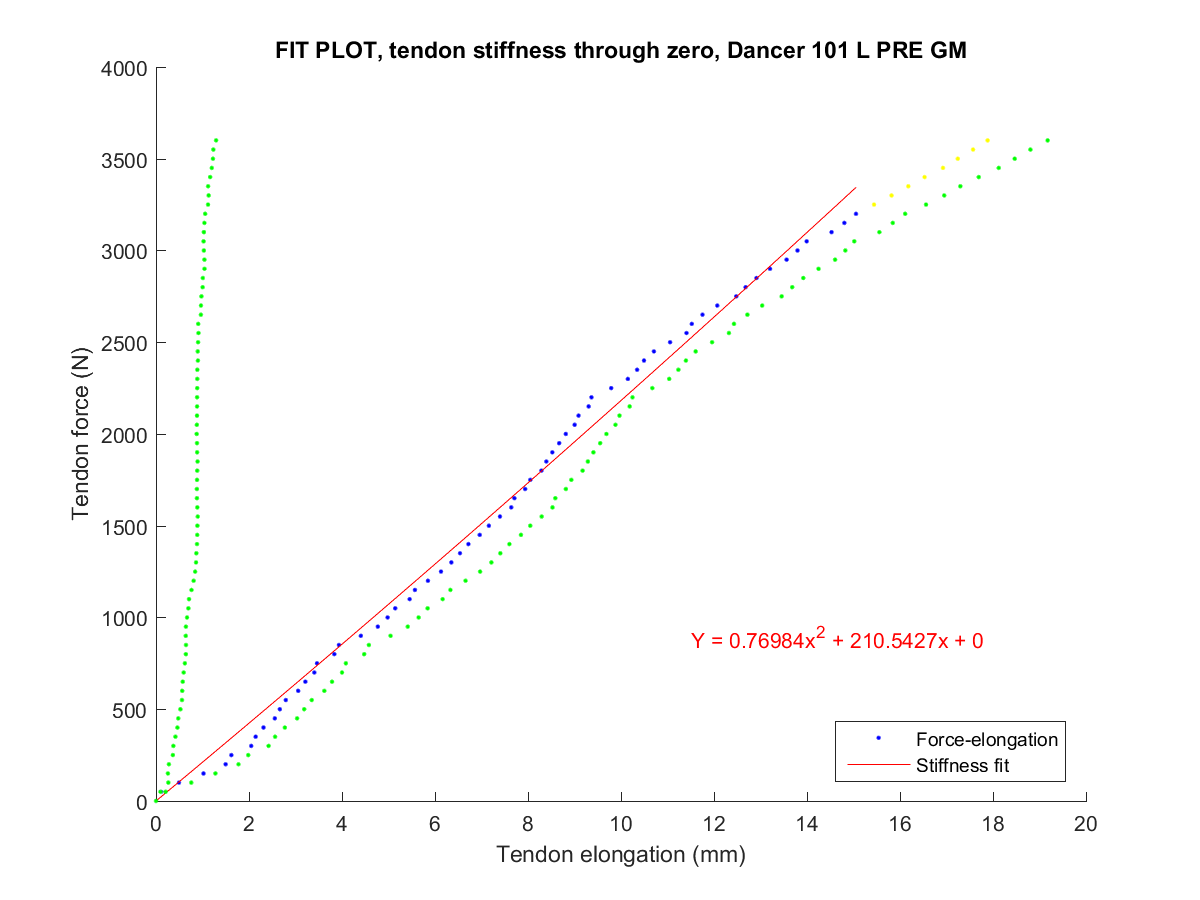 FIT PLOT, tendon stiffness through zero, Dancer 101 L PRE GM
4000
3500
3000
2500
2000
1500
1000
500
0
Tendon force (N)
Y = 0.76984x² + 210.5427x + 0
Force-elongation
Stiffness fit
0 2 4 6 8 10 12 14 16 18 20
Tendon elongation (mm)